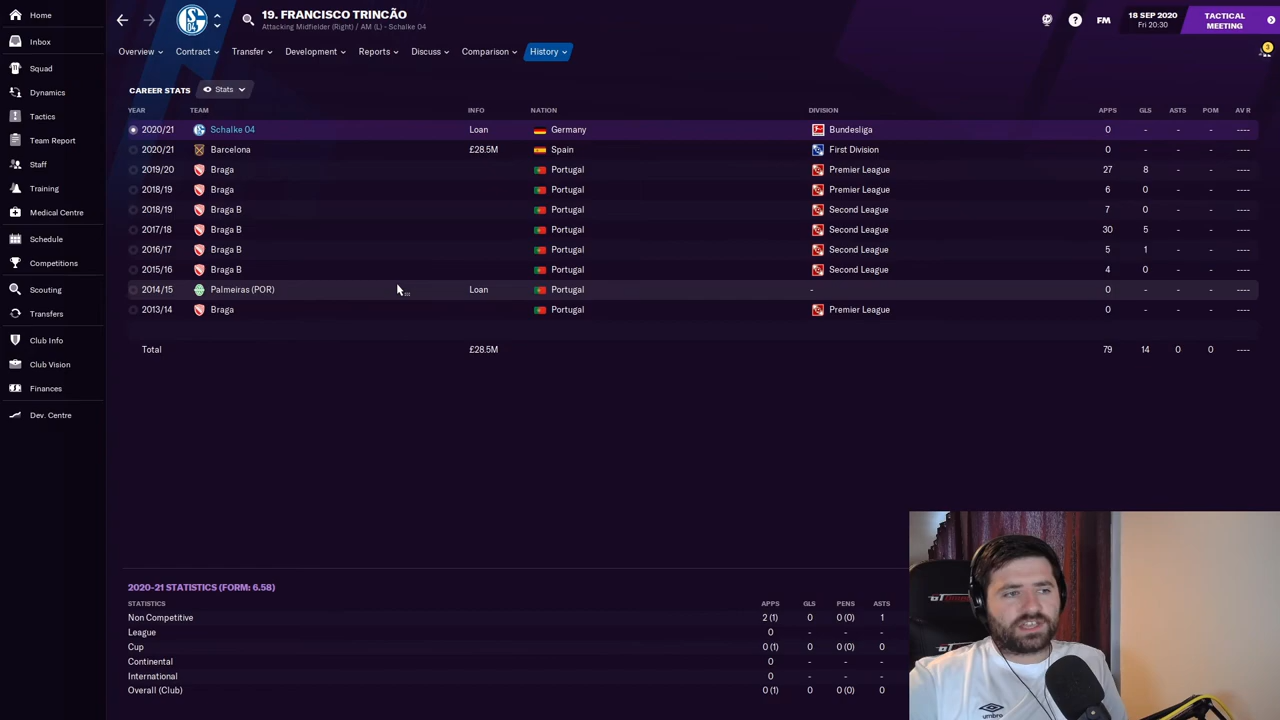 Home
Inbox
Squad
Dynamics
Tactics
Team Report
Staff
Training
Medical Centre
Schedule
Competitions
Scouting
Transfers
Club Info
Club Vision
Finances
Dev. Centre
19. FRANCISCO TRINCÃO
Attacking Midfielder (Right) / AM (L) - Schalke 04
FM
18 SEP 2020
Fri 20:30
TACTICAL
MEETING
2
Overview Contract Transfer Development Reports Discuss Comparison History
CAREER STATS Stats
YEAR TEAM INFO NATION DIVISION APPS GLS ASTS POM AV R
2020/21 Schalke 04 Loan Germany Bundesliga 0 - - - ----
2020/21 Barcelona £28.5M Spain First Division 0 - - - ----
2019/20 Braga Portugal Premier League 27 8 - - ----
2018/19 Braga Portugal Premier League 6 0 - - ----
2018/19 Braga B Portugal Second League 7 0 - - ----
2017/18 Braga B Portugal Second League 30 5 - - ----
2016/17 Braga B Portugal Second League 5 1 - - ----
2015/16 Braga B Portugal Second League 4 0 - - ----
2014/15 Palmeiras (POR) Loan Portugal - 0 - - - ----
2013/14 Braga Portugal Premier League 0 - - - ----
Total £28.5M 79 14 0 0 ----
2020-21 STATISTICS (FORM: 6.58)
STATISTICS APPS GLS PENS ASTS
Non Competitive 2 (1) 0 0 (0) 1
League 0 - - -
Cup 0 (1) 0 0 (0) 0
Continental 0 - - -
International 0 - - -
Overall (Club) 0 (1) 0 0 (0) 0
umbro